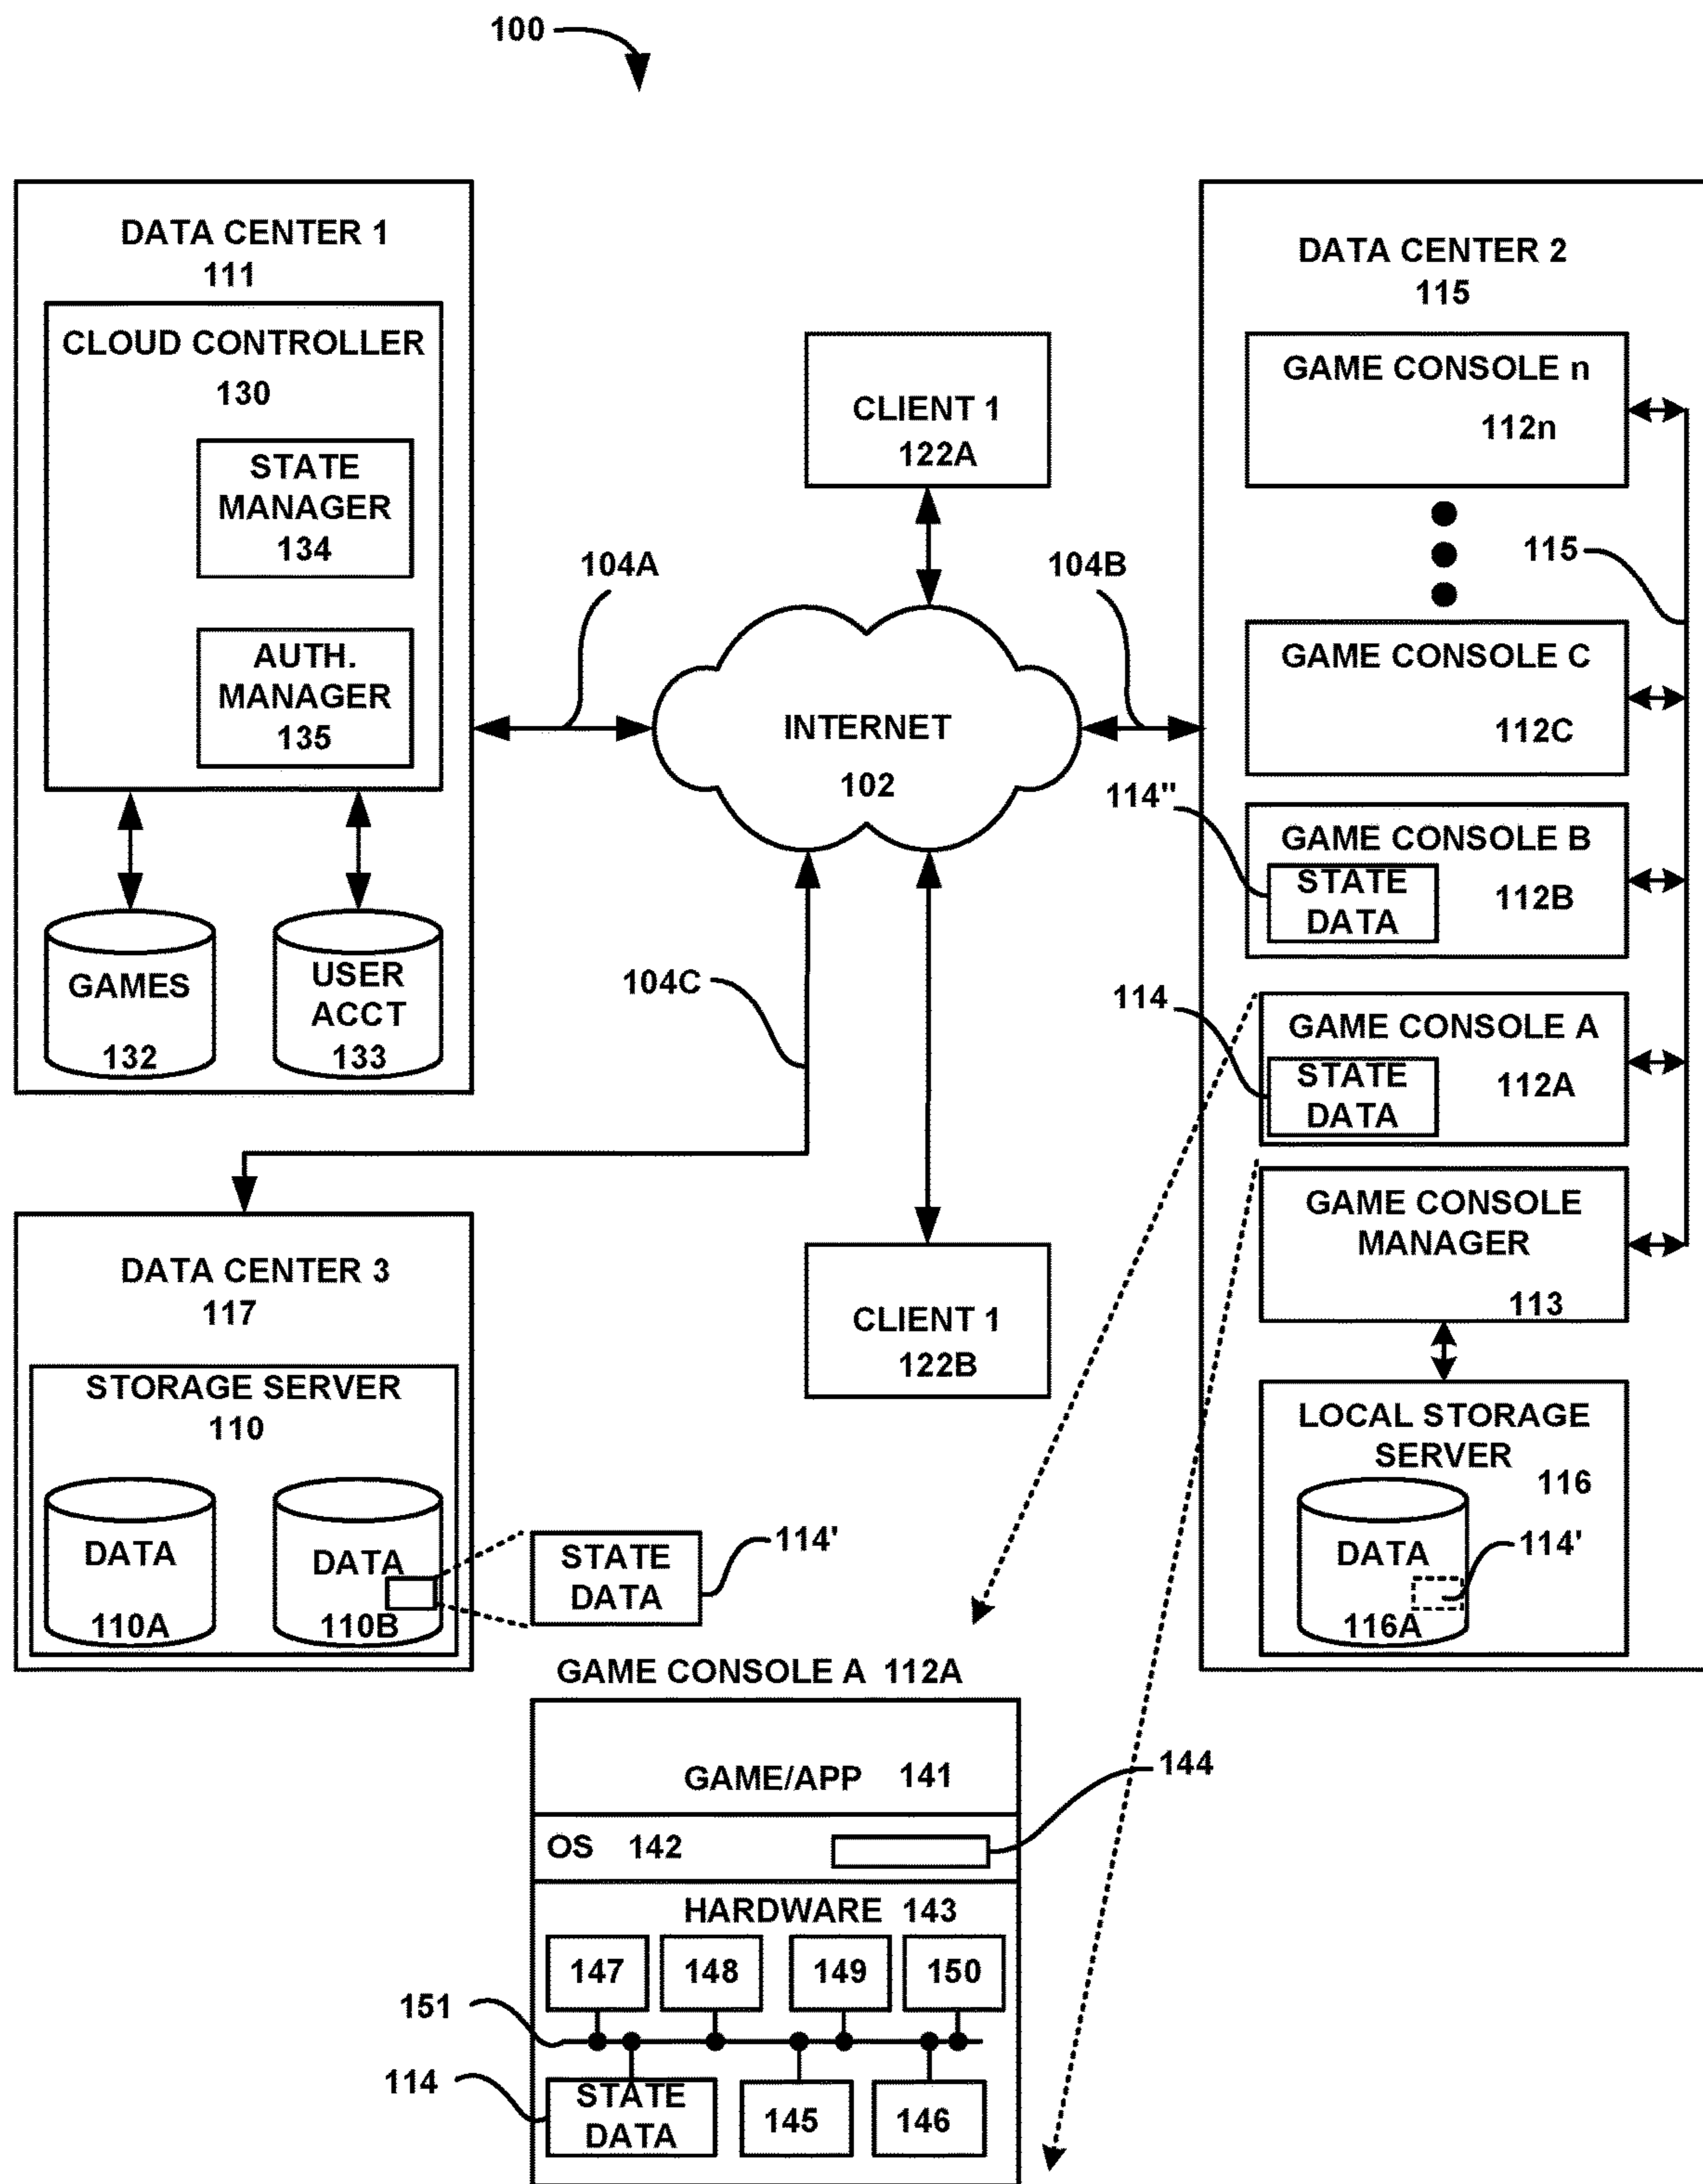 100
DATA CENTER 1
111
CLOUD CONTROLLER
130
STATE
MANAGER
134
AUTH.
MANAGER
135
GAMES
132
USER
ACCT
133
104A
CLIENT 1
122A
104B
INTERNET
102
104C
CLIENT 1
122B
DATA CENTER 2
115
GAME CONSOLE n
112n
115
GAME CONSOLE C
112C
114"
GAME CONSOLE B
STATE
DATA
112B
114
GAME CONSOLE A
STATE
DATA
112A
GAME CONSOLE
MANAGER
113
LOCAL STORAGE
SERVER
116
DATA
114'
116A
DATA CENTER 3
117
STORAGE SERVER
110
DATA
110A
DATA
110B
STATE
DATA
114'
GAME CONSOLE A 112A
GAME/APP 141
144
OS 142
HARDWARE 143
147 148 149 150
151
114
STATE
DATA
145 146